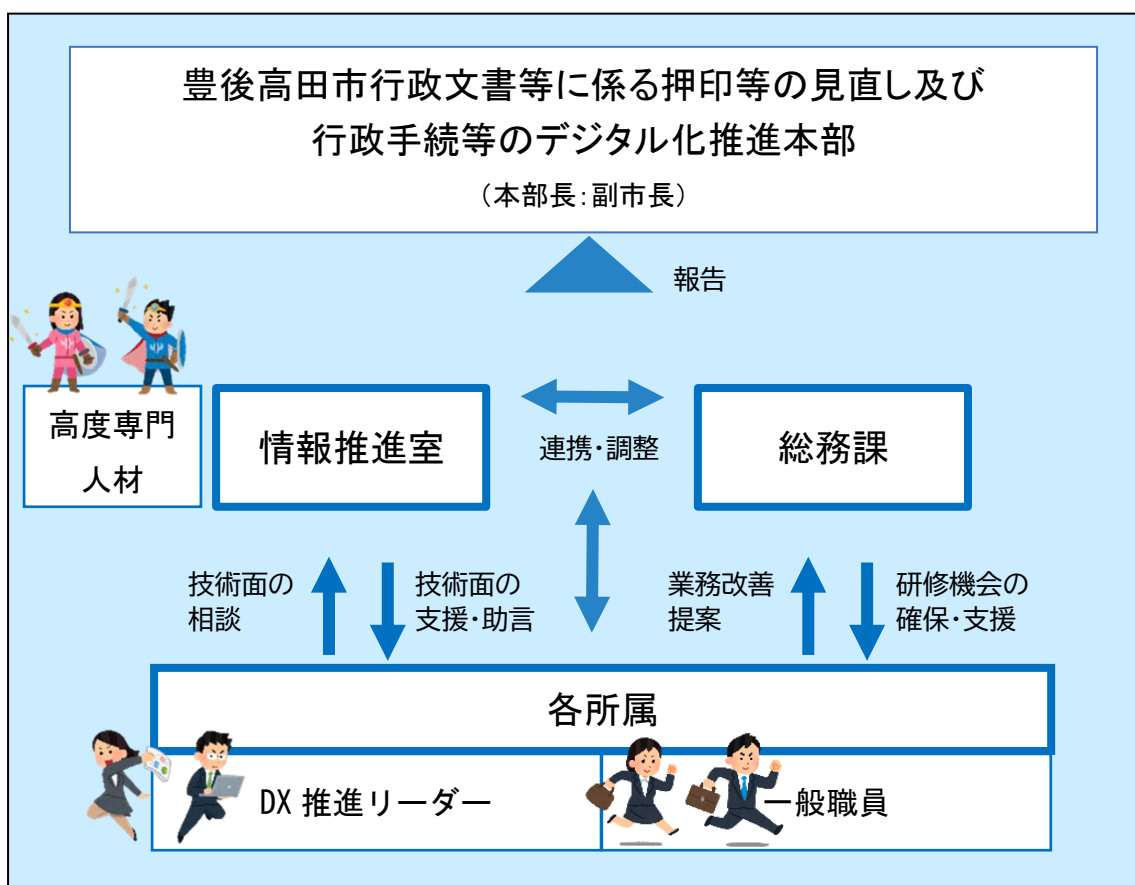 豊後高田市行政文書等に係る押印等の見直し及び
行政手続等のデジタル化推進本部
（本部長：副市長）
報告
高度専門
人材
情報推進室
連携・調整
総務課
技術面の
相談
技術面の
支援・助言
業務改善
提案
研修機会の
確保・支援
各所属
DX 推進リーダー
一般職員